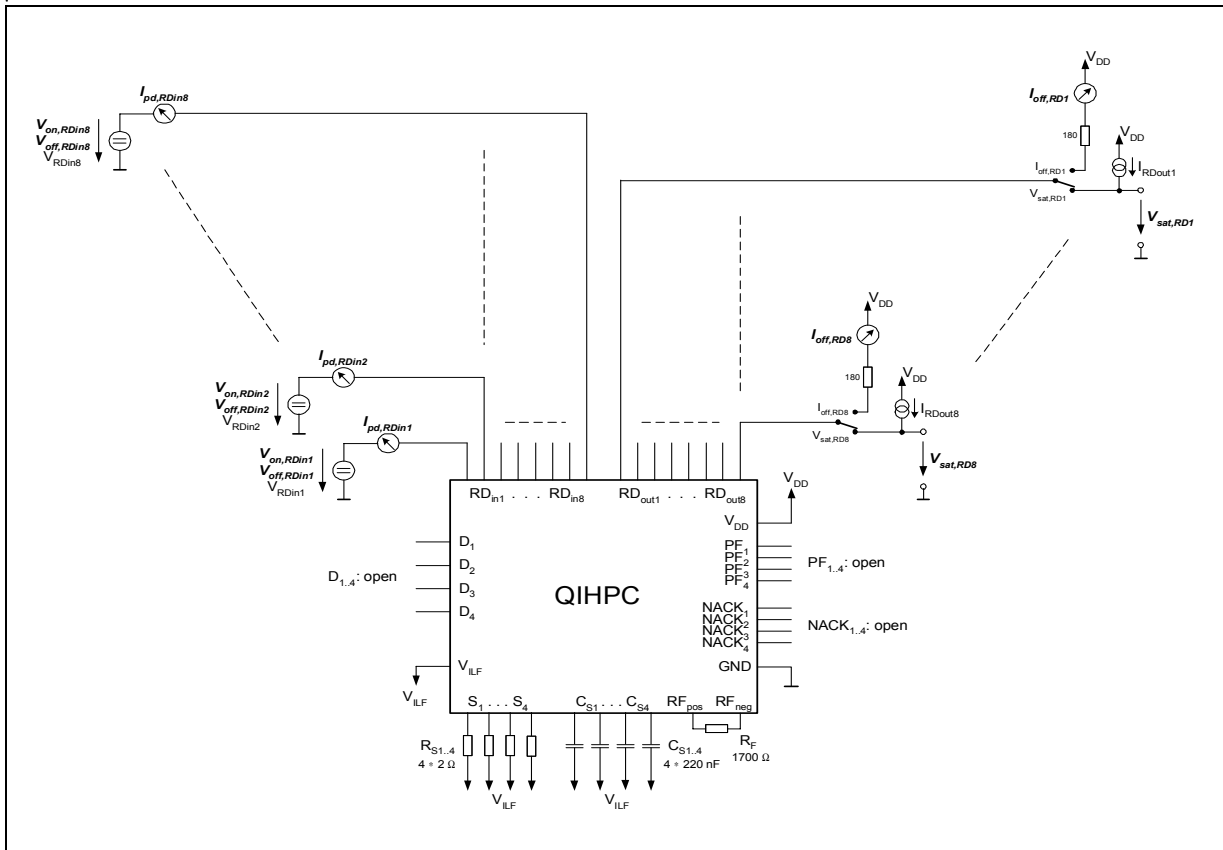 V_DD
I_off,RD1
180
V_DD
I_off,RD1
I_RDout1
V_sat,RD1
V_sat,RD1
I_pd,RDin8
V_on,RDin8
V_off,RDin8
V_RDin8
V_DD
I_off,RD8
180
V_DD
I_off,RD8
I_RDout8
V_sat,RD8
V_sat,RD8
I_pd,RDin2
V_on,RDin2
V_off,RDin2
V_RDin2
I_pd,RDin1
V_on,RDin1
V_off,RDin1
V_RDin1
RD_in1 . . . RD_in8 RD_out1 . . . RD_out8
V_DD
V_DD
D_1
D_2
D_3
D_4
D_1..4: open
QIHPC
PF_1
PF_2
PF_3
PF_4
PF_1..4: open
NACK_1
NACK_2
NACK_3
NACK_4
NACK_1..4: open
V_ILF
GND
V_ILF
S_1 . . . S_4 C_S1 . . . C_S4 RF_pos RF_neg
R_S1..4
4 * 2 Ω
C_S1..4
4 * 220 nF
R_F
1700 Ω
V_ILF
V_ILF